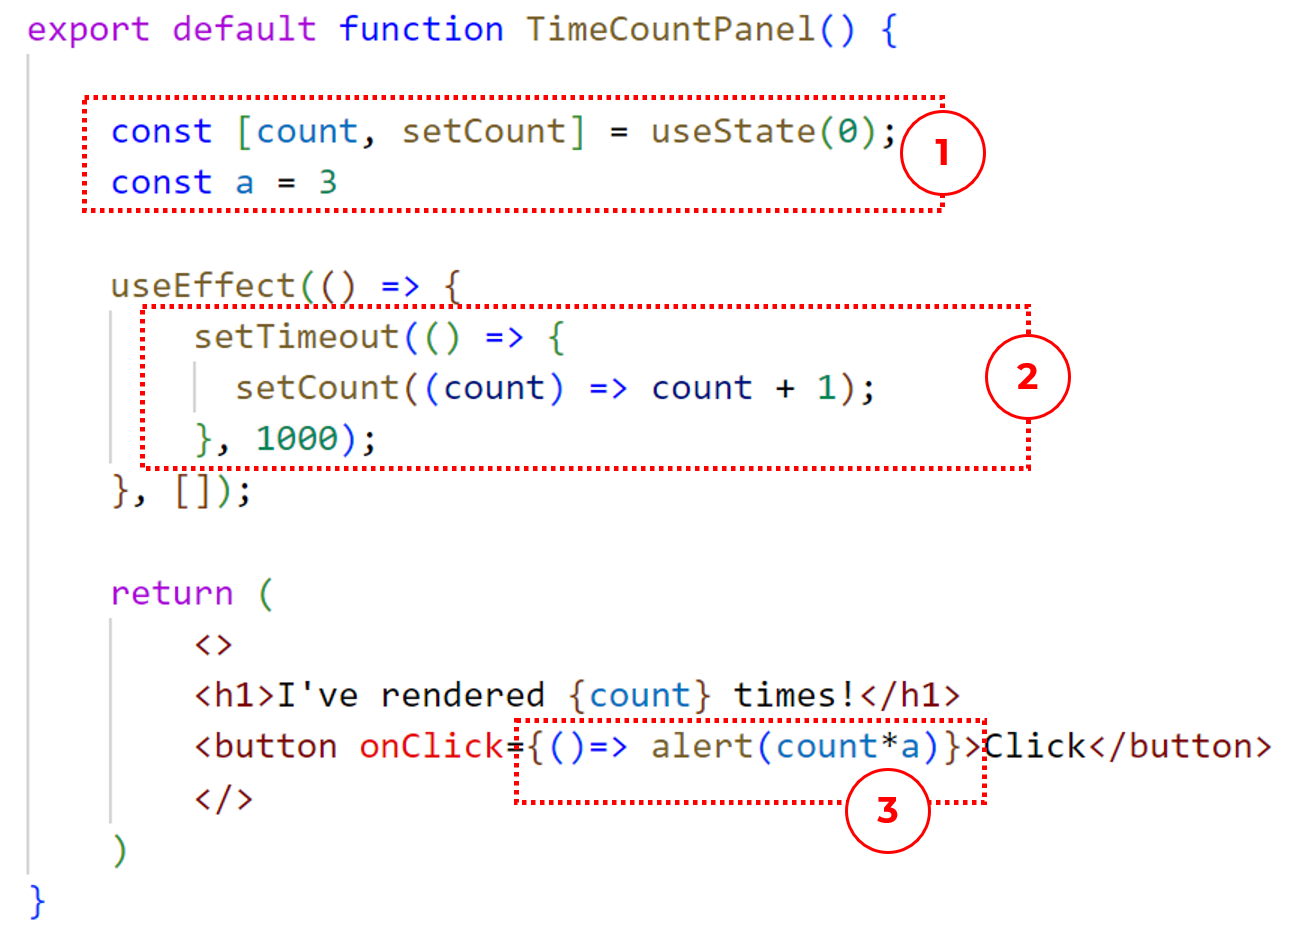 export default function TimeCountPanel() {
const [count, setCount] = useState(0);
1
const a = 3
useEffect(() => {
setTimeout(() => {
setCount((count) => count + 1);
2
}, 1000);
}, []);
return (
<>
<h1>I've rendered {count} times!</h1>
<button onClick={()=> alert(count*a)}>Click</button>
</>
3
)
}